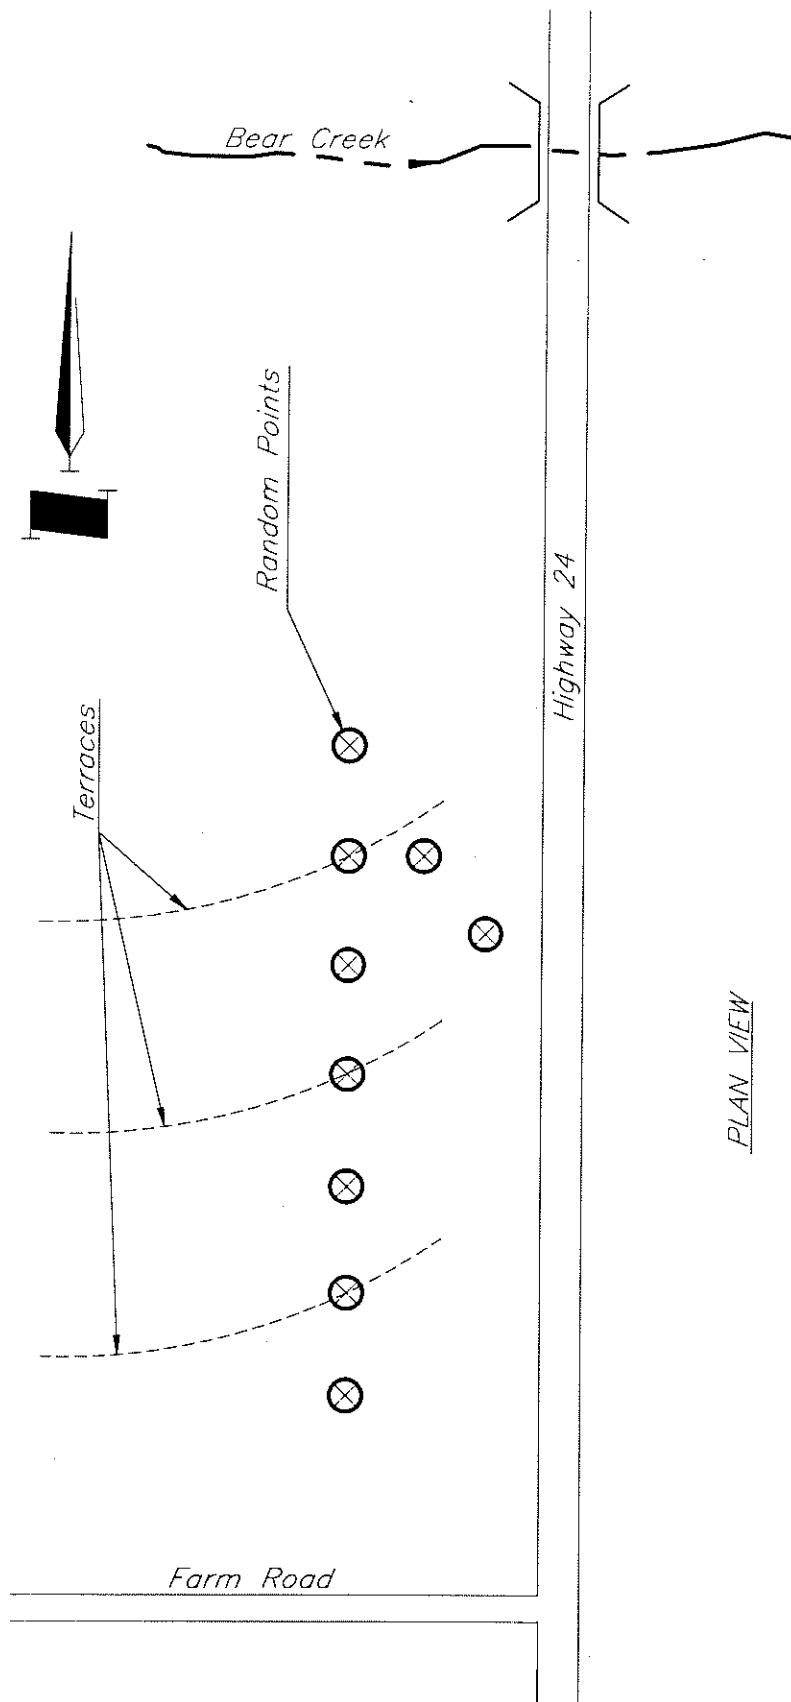 Bear Creek
Random Points
Highway 24
Terraces
PLAN VIEW
Farm Road